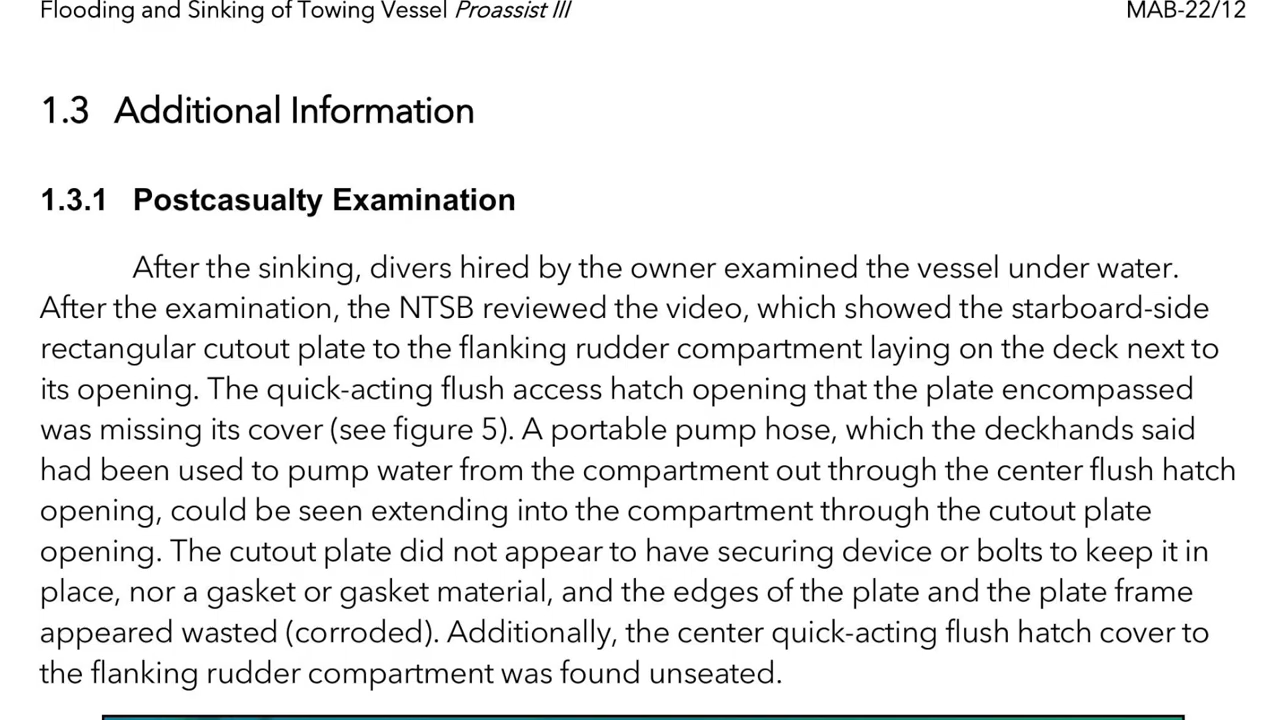 Flooding and Sinking of Towing Vessel Proassist III MAB-22/12
1.3 Additional Information
1.3.1 Postcasualty Examination
After the sinking, divers hired by the owner examined the vessel under water.
After the examination, the NTSB reviewed the video, which showed the starboard-side
rectangular cutout plate to the flanking rudder compartment laying on the deck next to
its opening. The quick-acting flush access hatch opening that the plate encompassed
was missing its cover (see figure 5). A portable pump hose, which the deckhands said
had been used to pump water from the compartment out through the center flush hatch
opening, could be seen extending into the compartment through the cutout plate
opening. The cutout plate did not appear to have securing device or bolts to keep it in
place, nor a gasket or gasket material, and the edges of the plate and the plate frame
appeared wasted (corroded). Additionally, the center quick-acting flush hatch cover to
the flanking rudder compartment was found unseated.